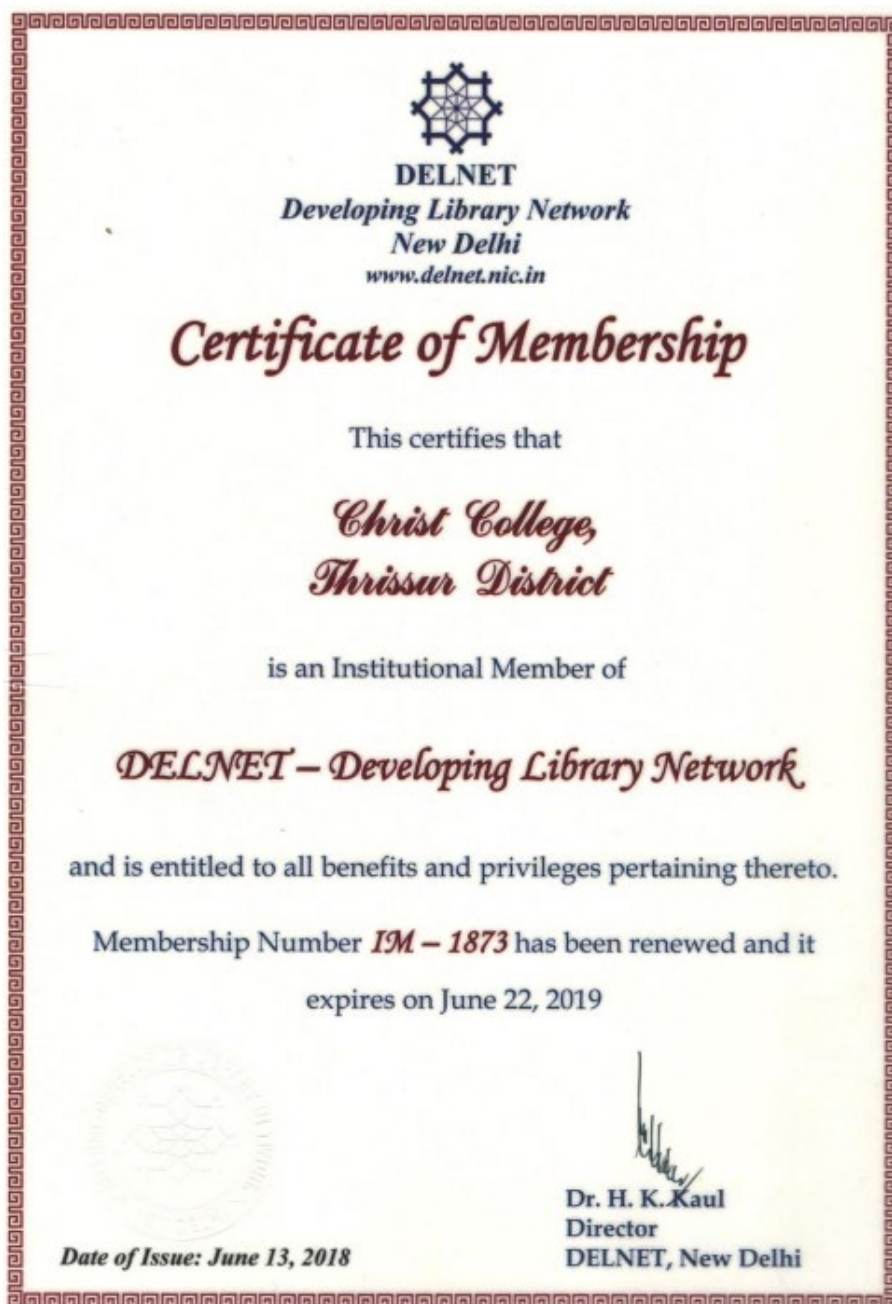 DELNET
Developing Library Network
New Delhi
www.delnet.nic.in
Certificate of Membership
This certifies that
Christ College,
Thrissur District
is an Institutional Member of
DELNET – Developing Library Network
and is entitled to all benefits and privileges pertaining thereto.
Membership Number IM – 1873 has been renewed and it
expires on June 22, 2019
Dr. H. K. Kaul
Director
DELNET, New Delhi
Date of Issue: June 13, 2018